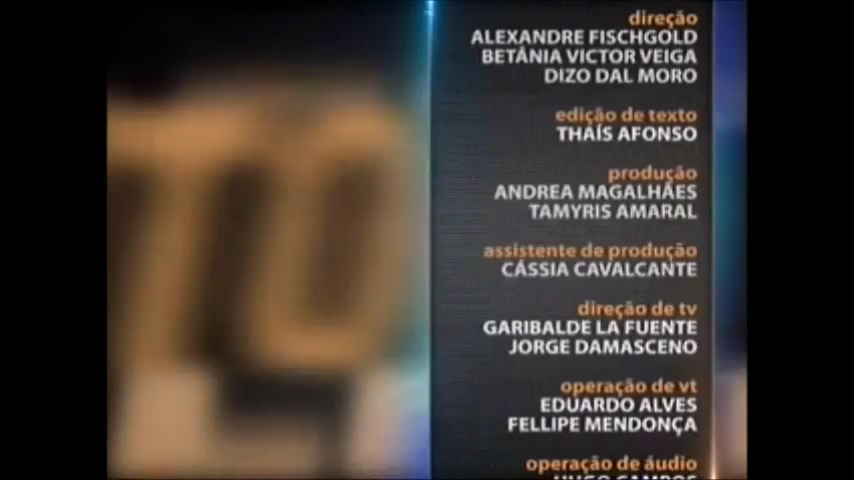 direção
ALEXANDRE FISCHGOLD
BETÂNIA VICTOR VEIGA
DIZO DAL MORO
edição de texto
THAÍS AFONSO
produção
ANDREA MAGALHÃES
TAMYRIS AMARAL
assistente de produção
CÁSSIA CAVALCANTE
direção de tv
GARIBALDE LA FUENTE
JORGE DAMASCENO
operação de vt
EDUARDO ALVES
FELLIPE MENDONÇA
operação de áudio